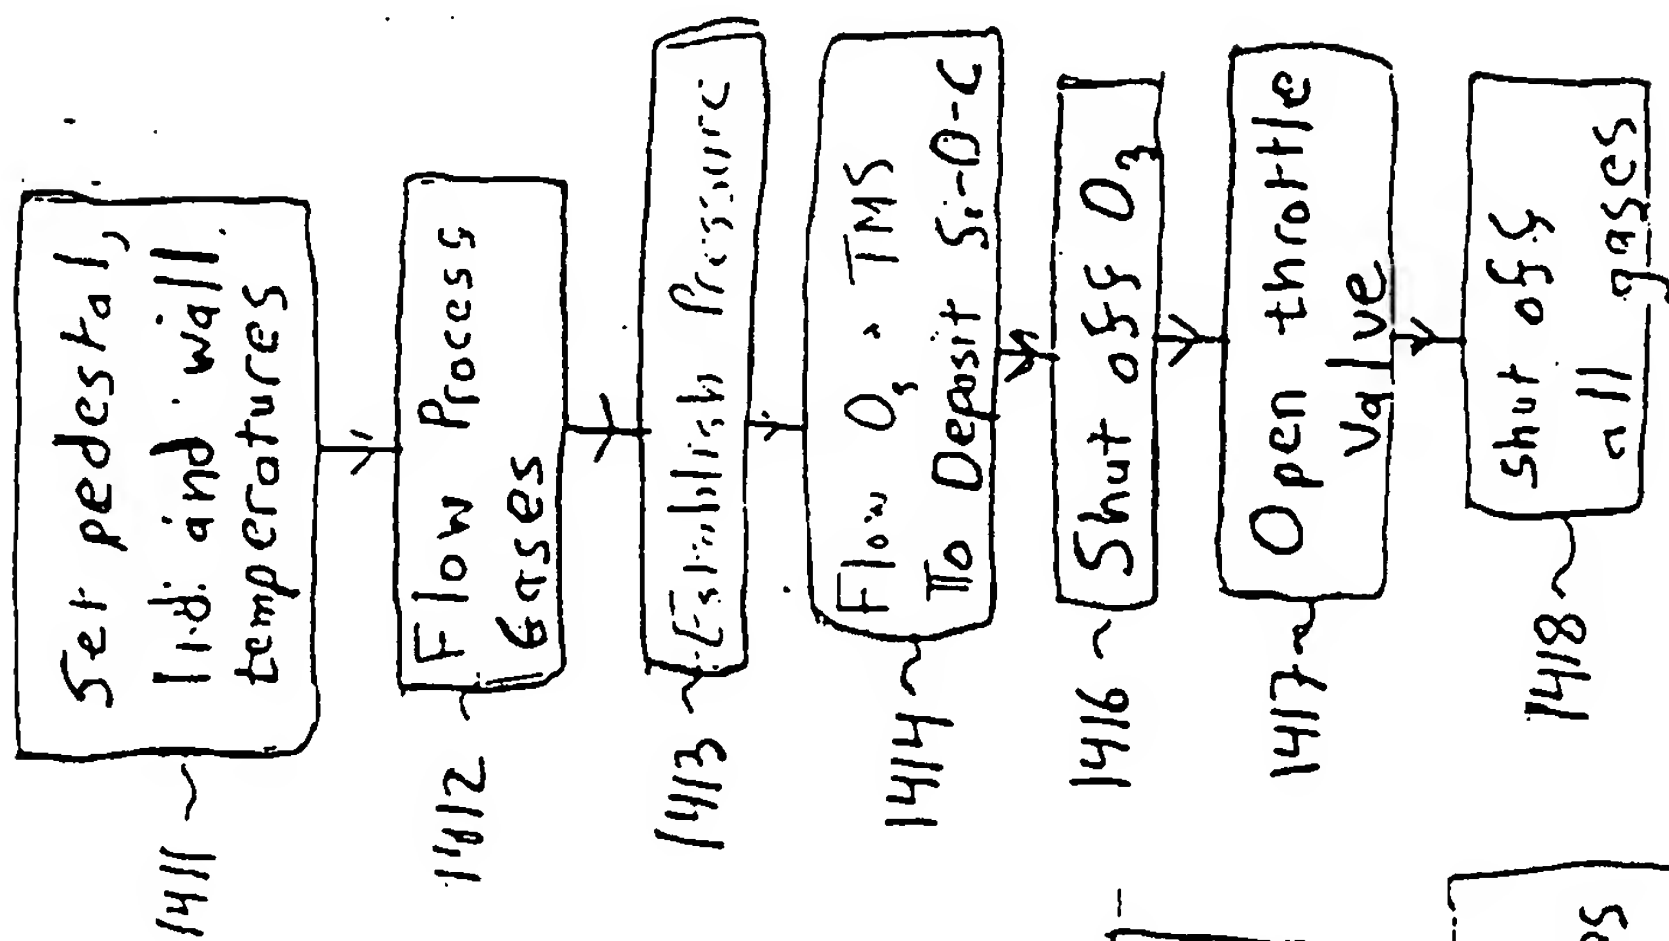 Set pedestal,
lid and wall
temperatures
1411
Flow Process
Gases
1412
Establish Pressure
1413
Flow O3 TMS
To Deposit Si-O-C
1414
Shut off O3
1416
Open throttle
Valve
1417
Shut off
all gases
1418